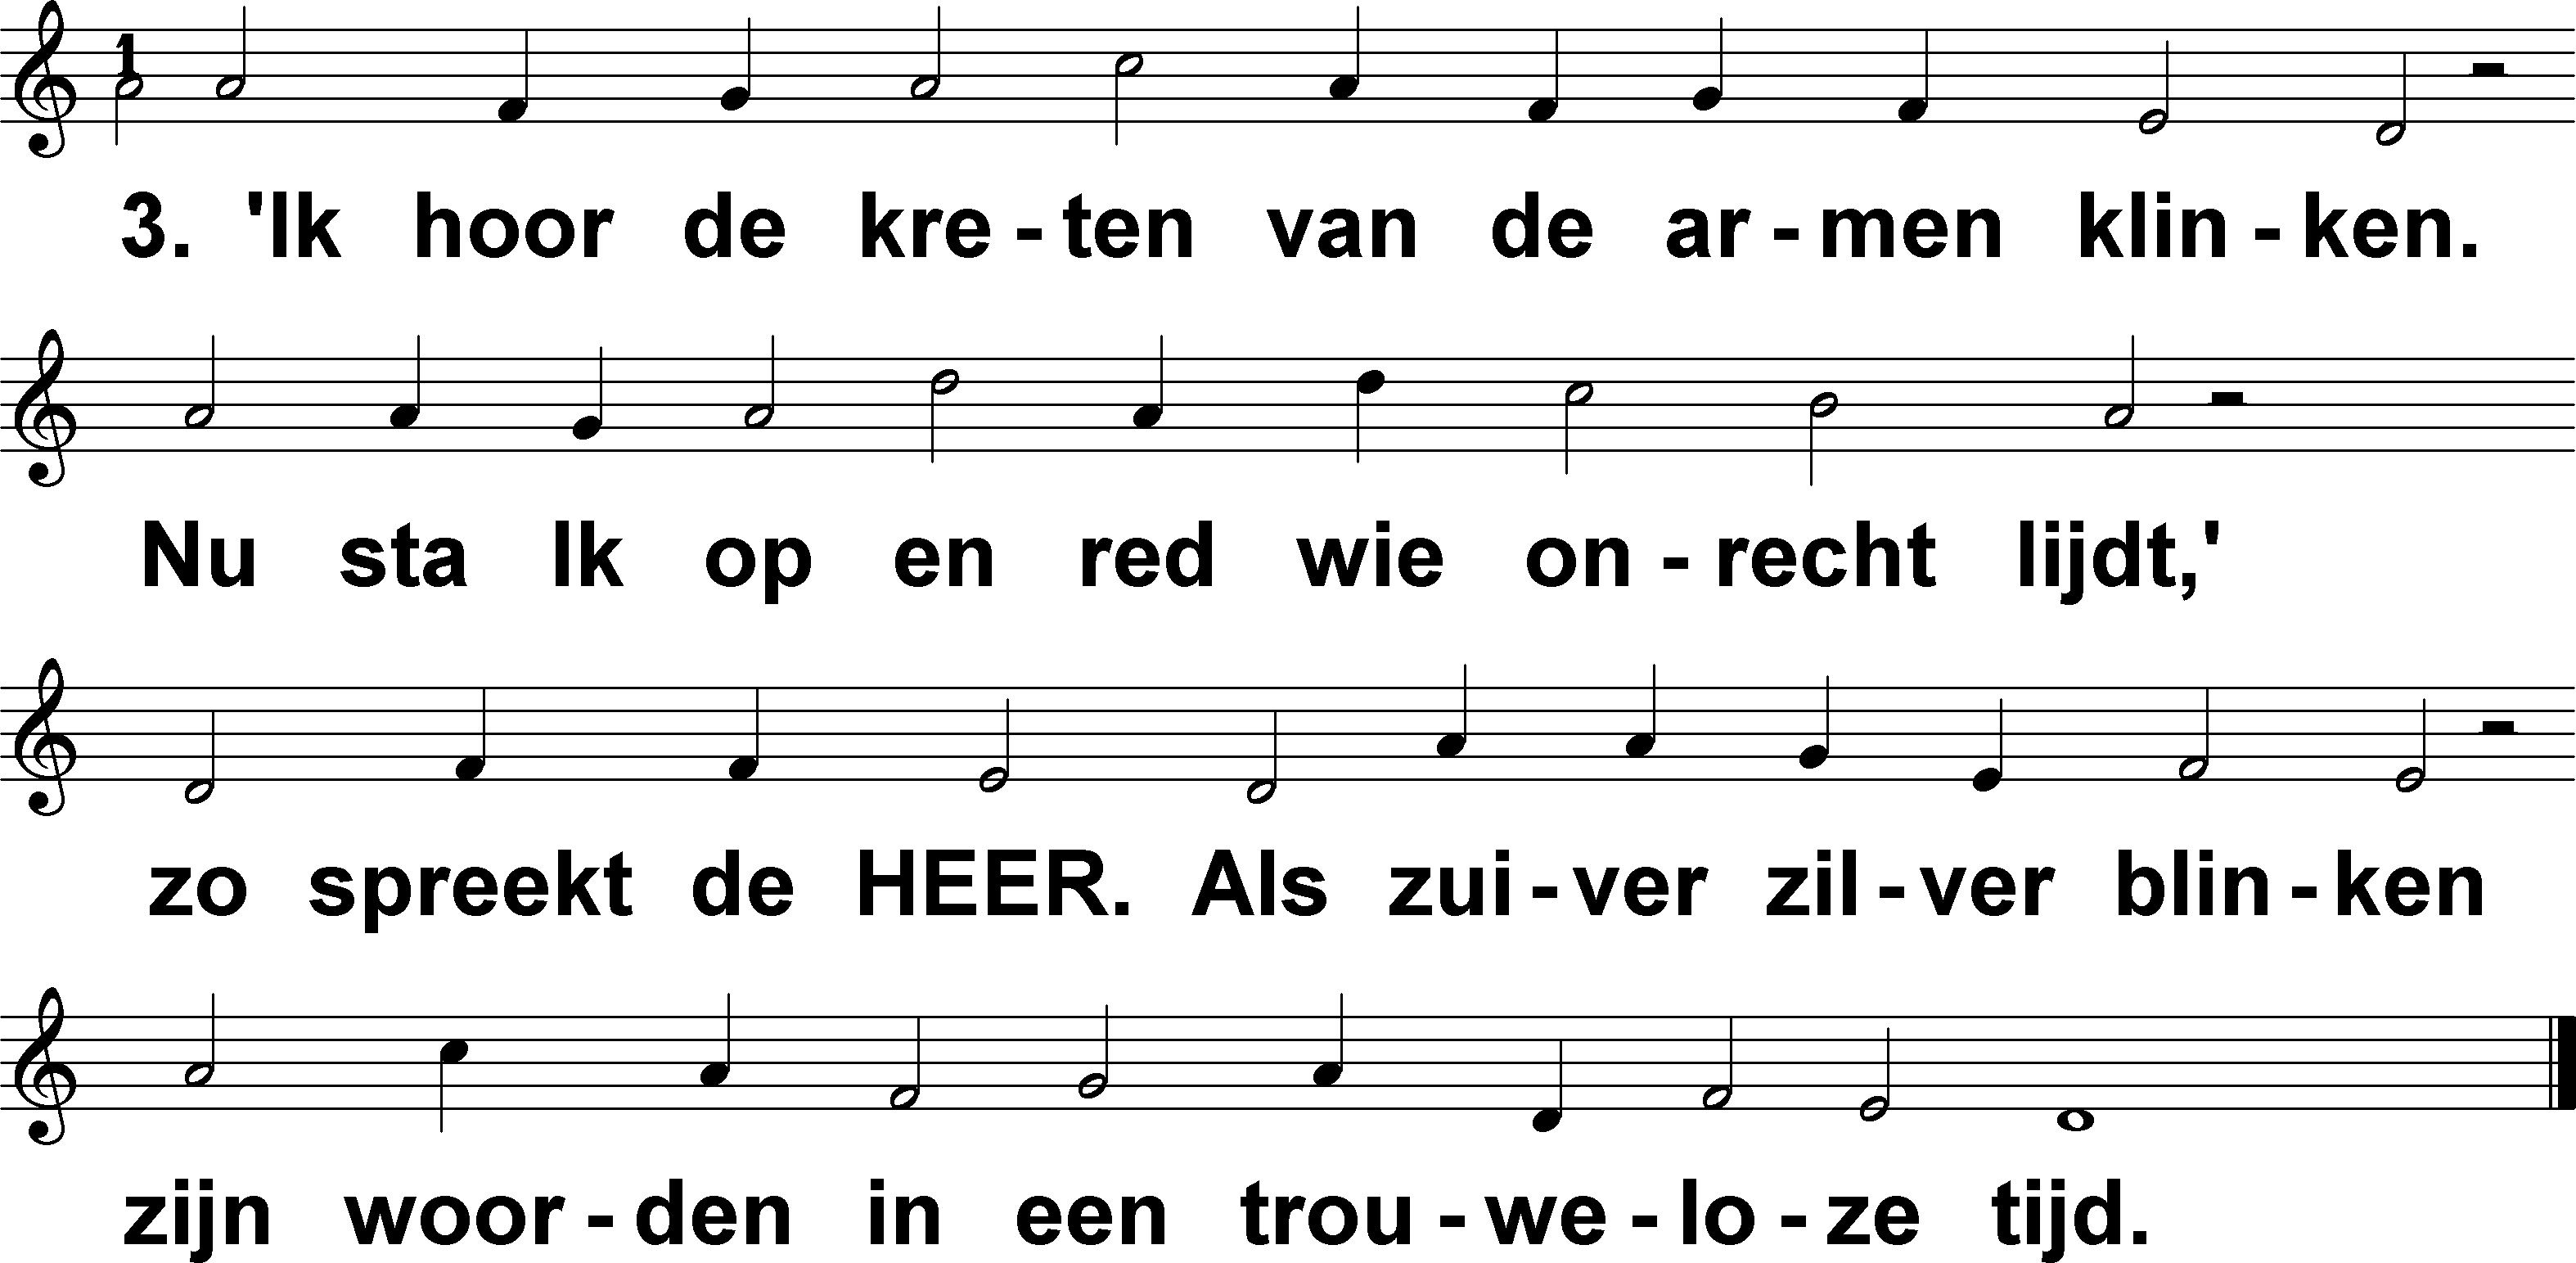 1
3. 'Ik hoor de kre - ten van de ar - men klin - ken.
Nu sta Ik op en red wie on - recht lijdt,'
zo spreekt de HEER. Als zui - ver zil - ver blin - ken
zijn woor - den in een trou - we - lo - ze tijd.